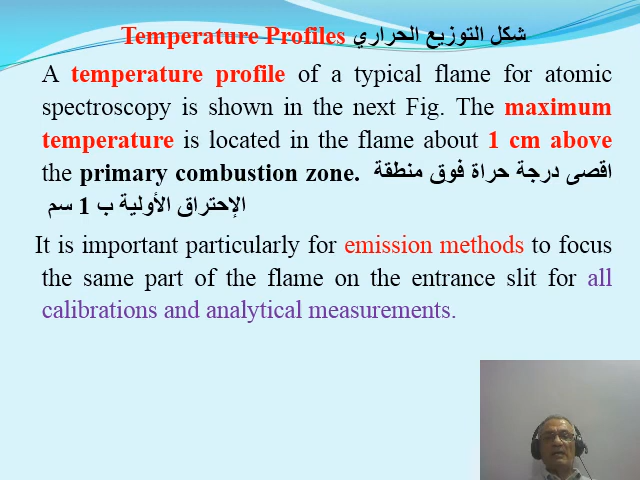 Temperature Profiles شكل التوزيع الحراري
A temperature profile of a typical flame for atomic
spectroscopy is shown in the next Fig. The maximum
temperature is located in the flame about 1 cm above
the primary combustion zone. اقصى درجة حراة فوق منطقة
الإحتراق الأولية ب 1 سم
It is important particularly for emission methods to focus
the same part of the flame on the entrance slit for all
calibrations and analytical measurements.